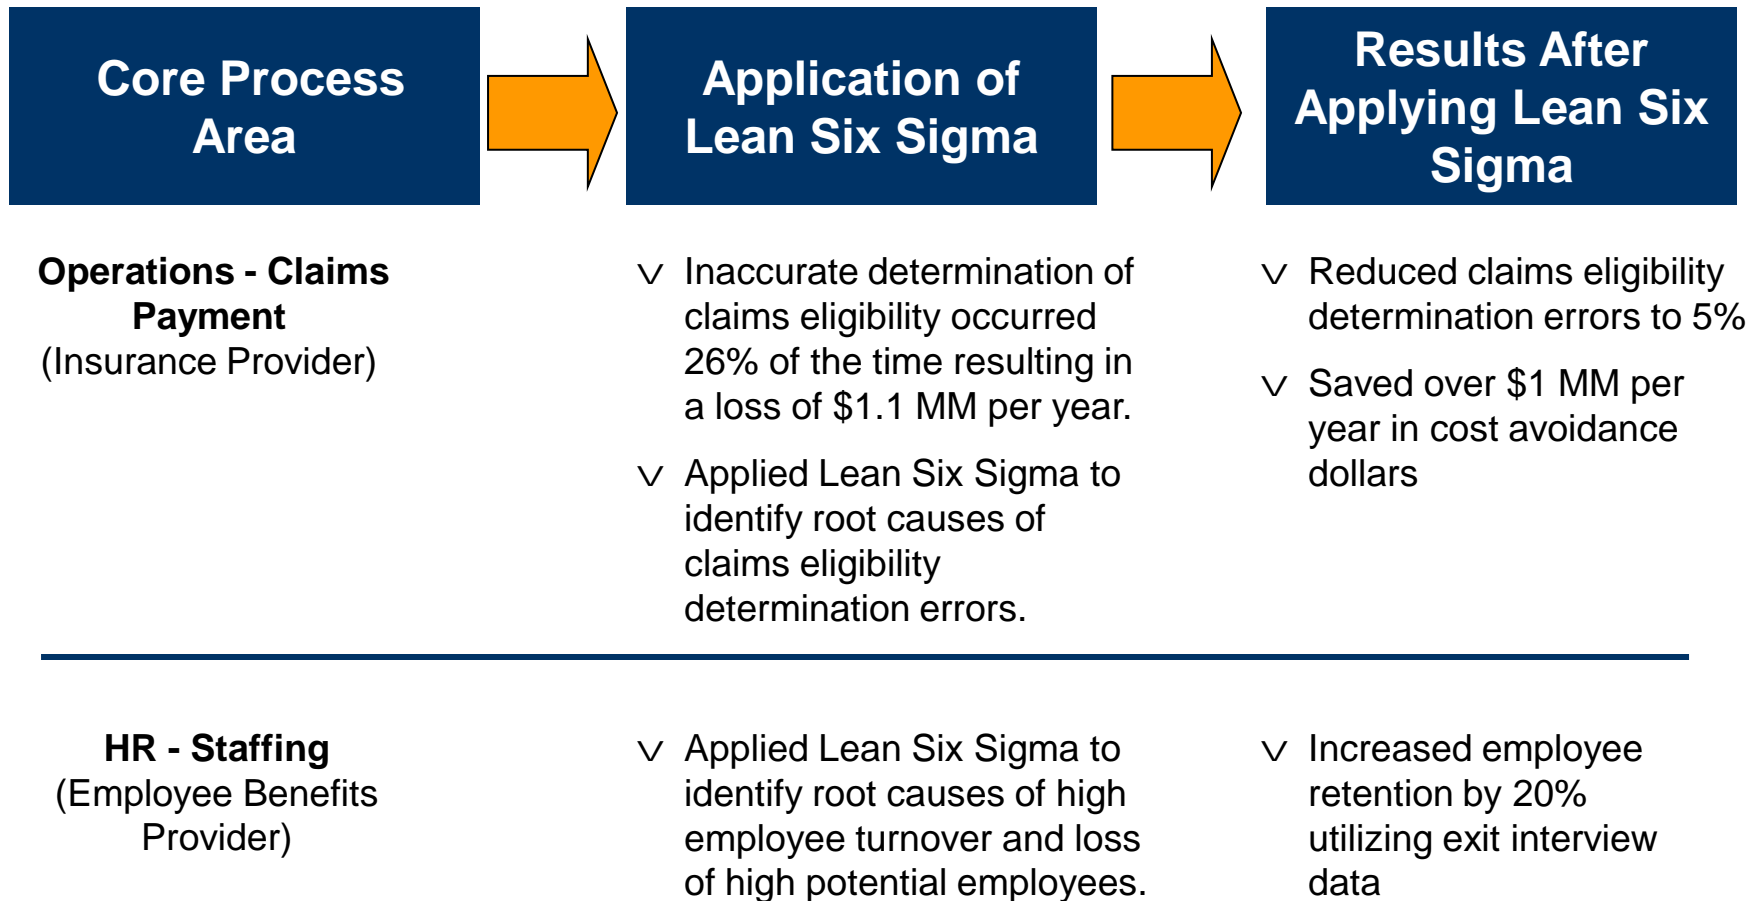 Core Process
Area
Application of
Lean Six Sigma
Results After
Applying Lean Six
Sigma
Operations - Claims
Payment
(Insurance Provider)
v Inaccurate determination of
claims eligibility occurred
26% of the time resulting in
a loss of $1.1 MM per year.
v Applied Lean Six Sigma to
identify root causes of
claims eligibility
determination errors.
v Reduced claims eligibility
determination errors to 5%
v Saved over $1 MM per
year in cost avoidance
dollars
HR - Staffing
(Employee Benefits
Provider)
v Applied Lean Six Sigma to
identify root causes of high
employee turnover and loss
of high potential employees.
v Increased employee
retention by 20%
utilizing exit interview
data